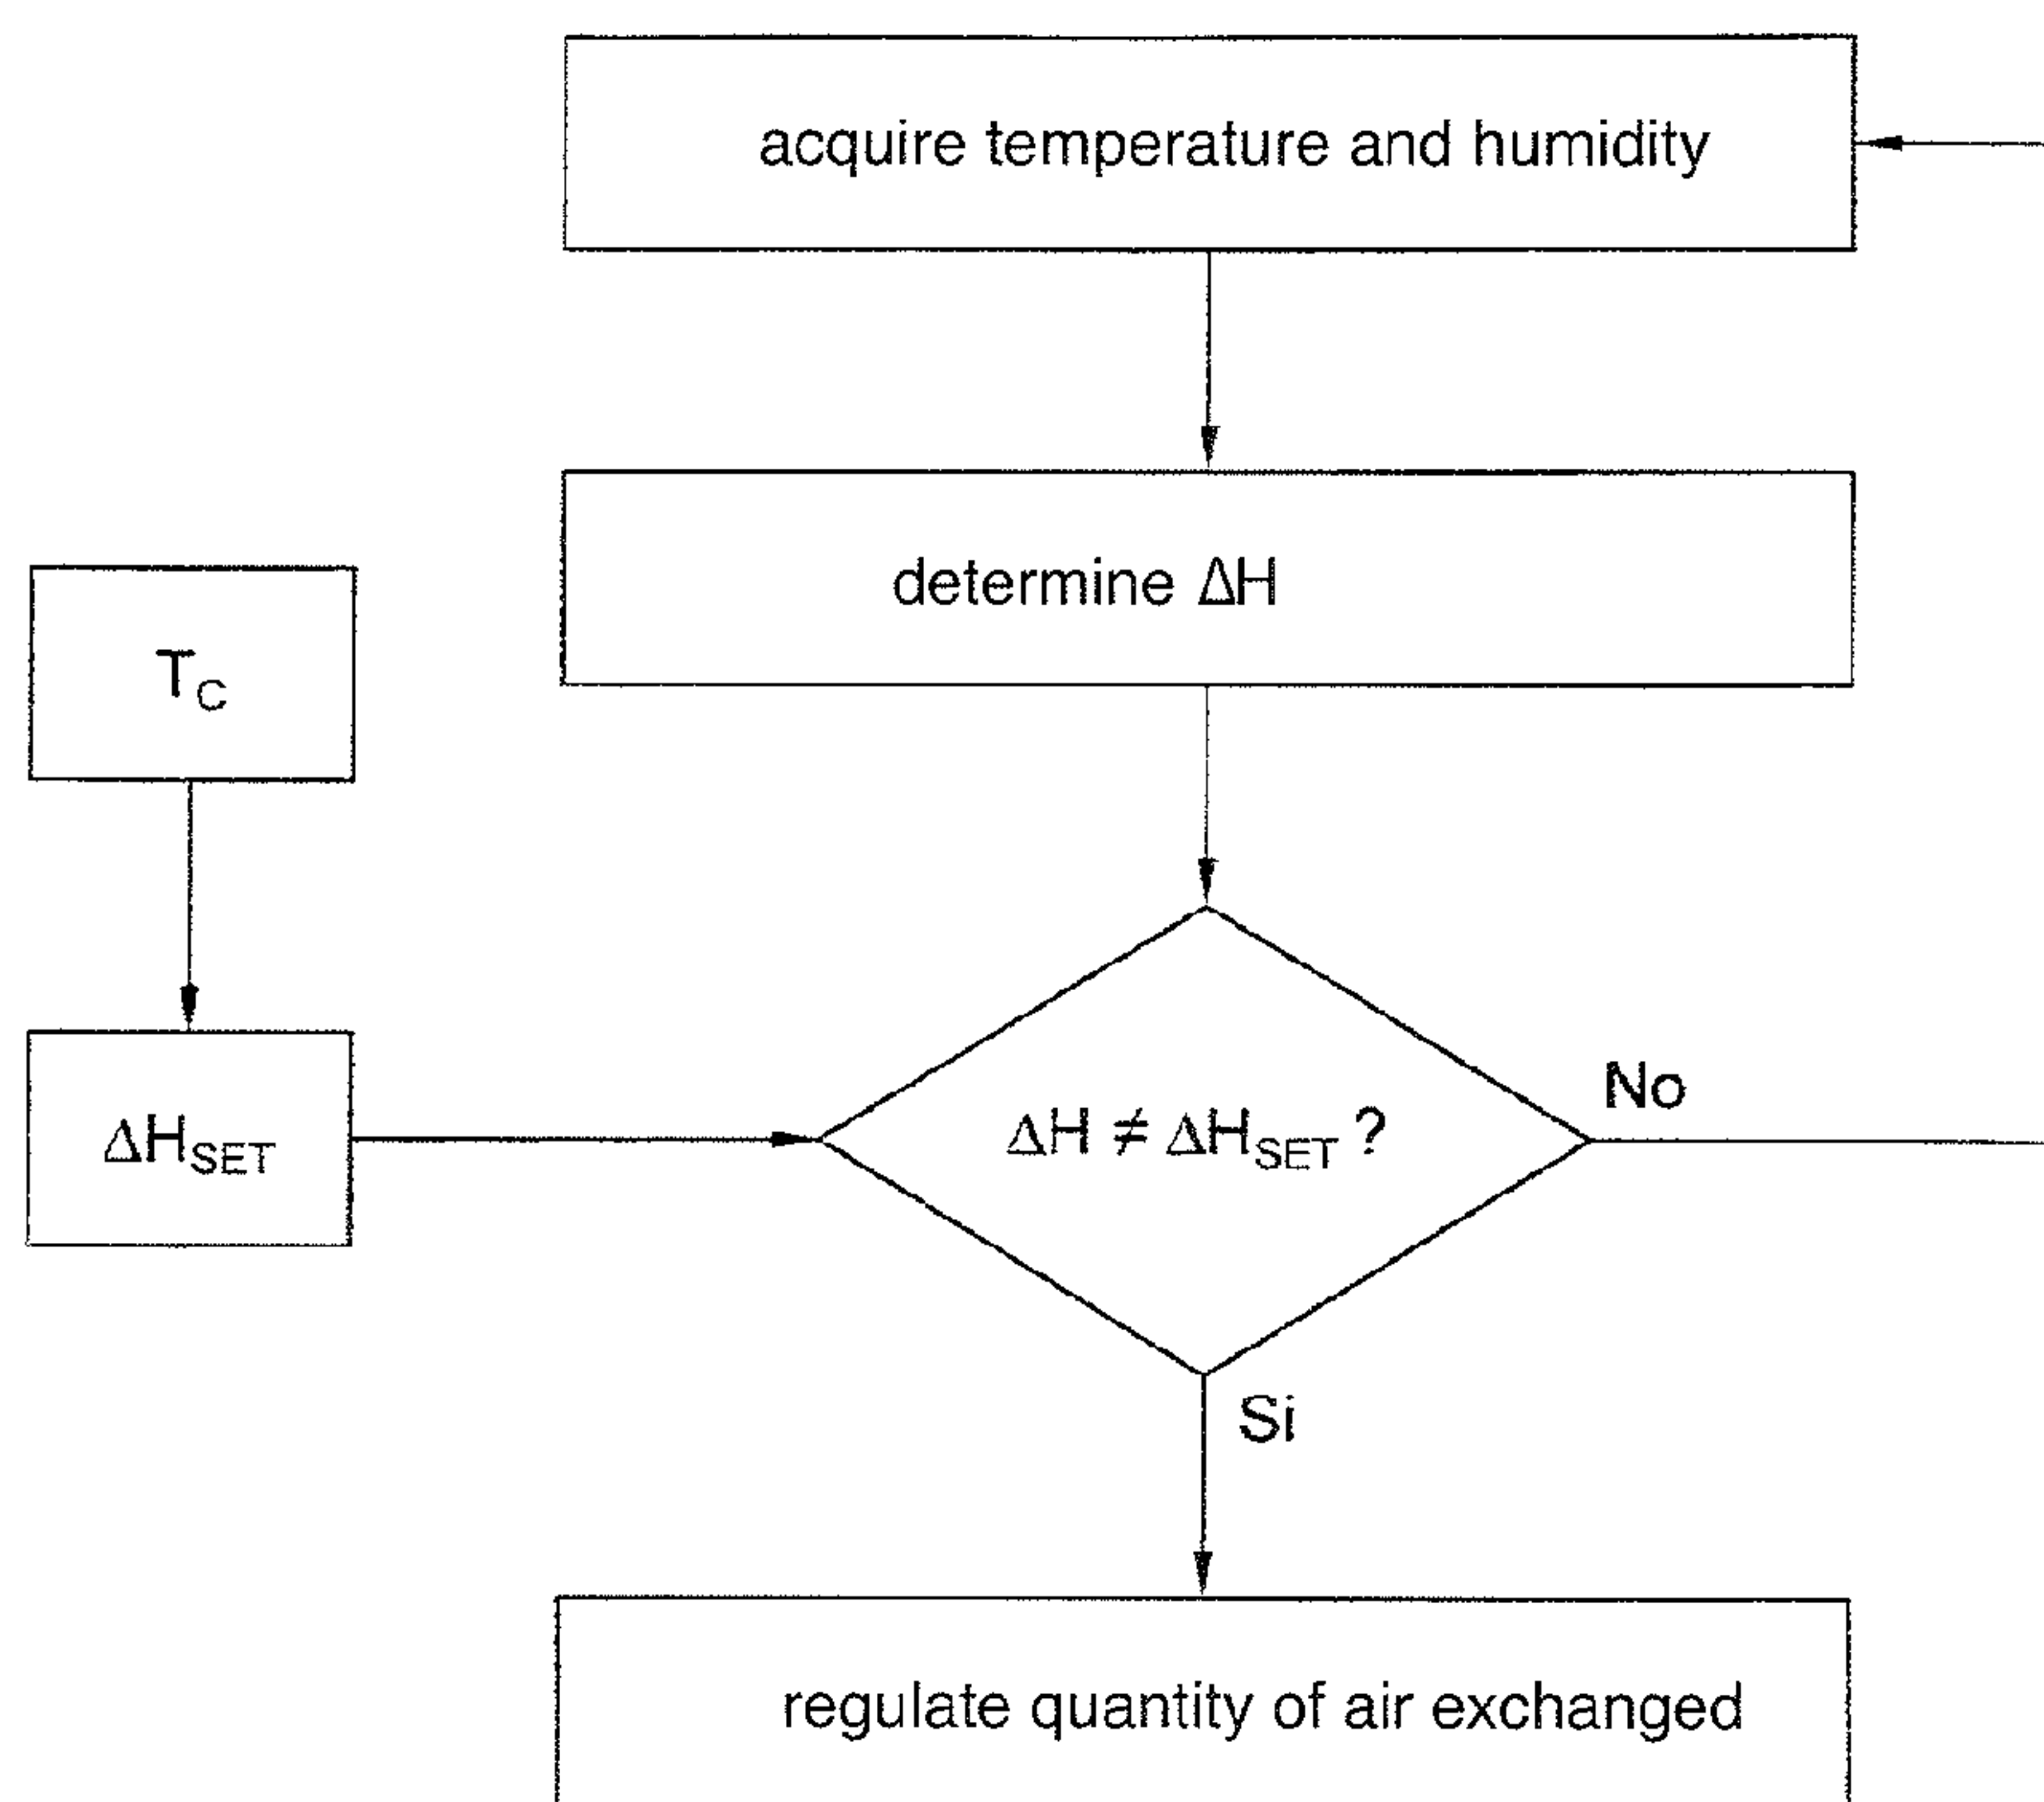 acquire temperature and humidity
determine ΔH
T_C
ΔH_SET
ΔH ≠ ΔH_SET ?
No
Si
regulate quantity of air exchanged